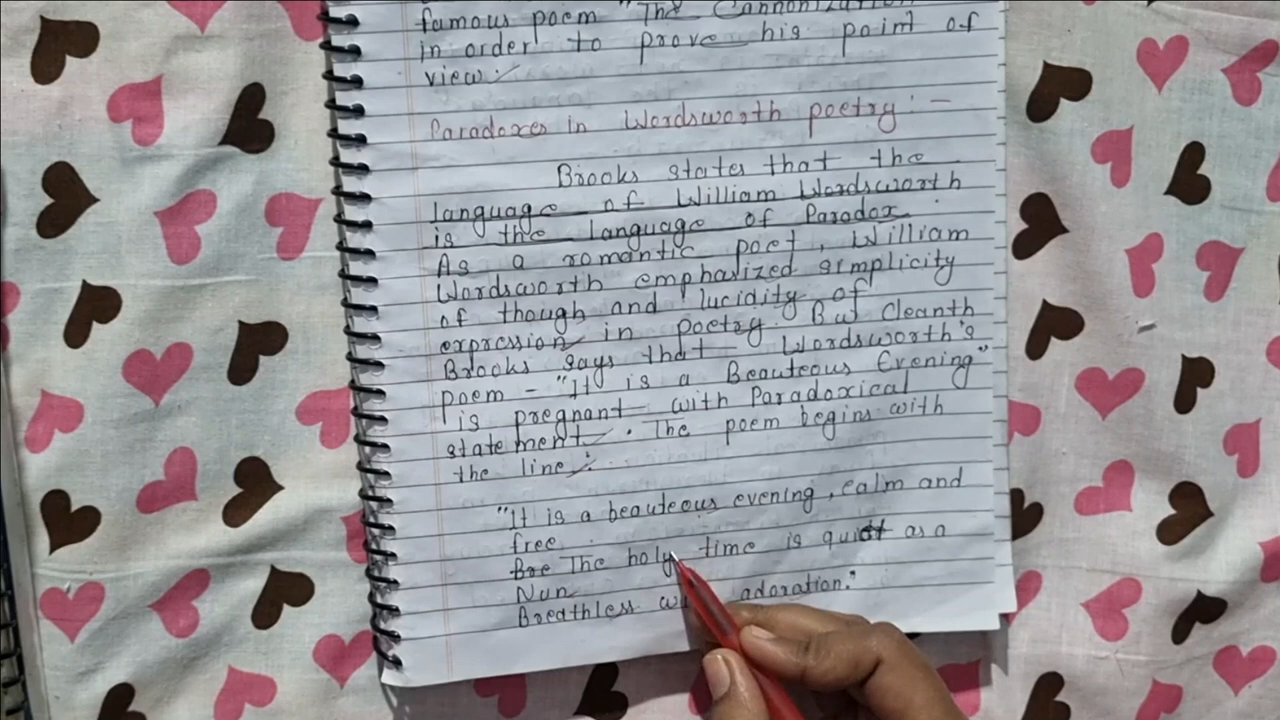 famous poem "The Cannonization
in order to prove his point of
view.
Paradoxes in Wordsworth poetry :-
Brooks states that the
language of William Wordsworth
is the language of Paradox.
As a romantic poet, William
Wordsworth emphasized simplicity
of though and lucidity of
expression in poetry. But Cleanth
Brooks says that Wordsworth's
poem - "It is a Beauteous Evening"
is pregnant with Paradoxical
statement. The poem begins with
the line :
"It is a beauteous evening, calm and
free
Bre The holy time is quiet as a
Nun
Breathless adoration."